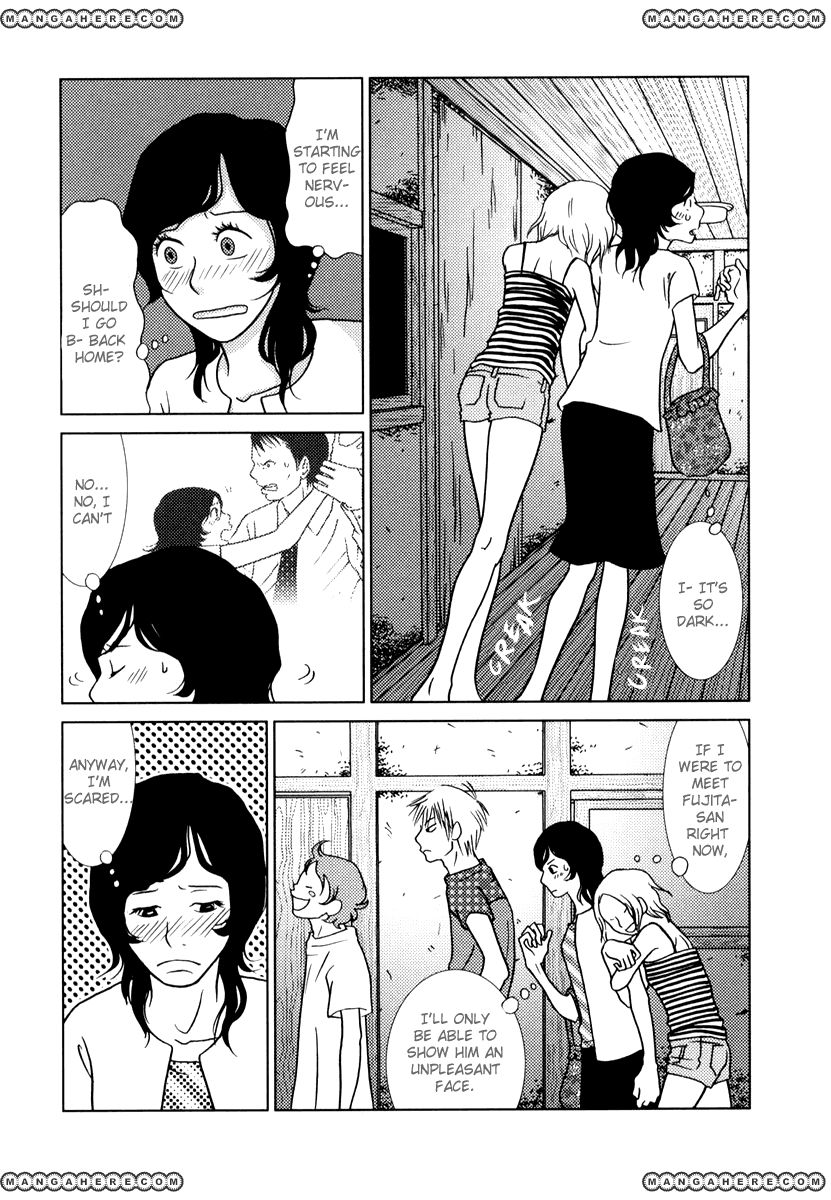 MANGAHERE.COM
MANGAHERE.COM
I- IT'S
SO
DARK...
CREAK
CREAK
I'M
STARTING
TO FEEL
NERV-
OUS...
SH-
SHOULD
I GO
B- BACK
HOME?
NO...
NO, I
CAN'T
IF I
WERE TO
MEET
FUJITA-
SAN
RIGHT
NOW,
I'LL ONLY
BE ABLE TO
SHOW HIM AN
UNPLEASANT
FACE.
ANYWAY,
I'M
SCARED...
MANGAHERE.COM
MANGAHERE.COM